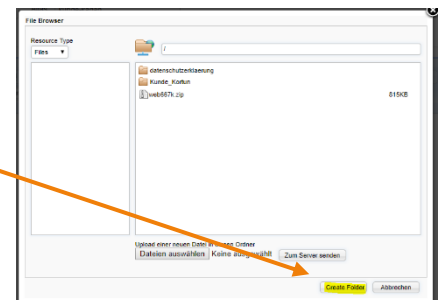 File Browser
Resource Type
Files
/
datenschutzerklaerung
Kunde_Kortun
web667k.zip 815KB
Upload einer neuen Datei in diesen Ordner
Dateien auswählen Keine ausgewählt Zum Server senden
Create Folder Abbrechen